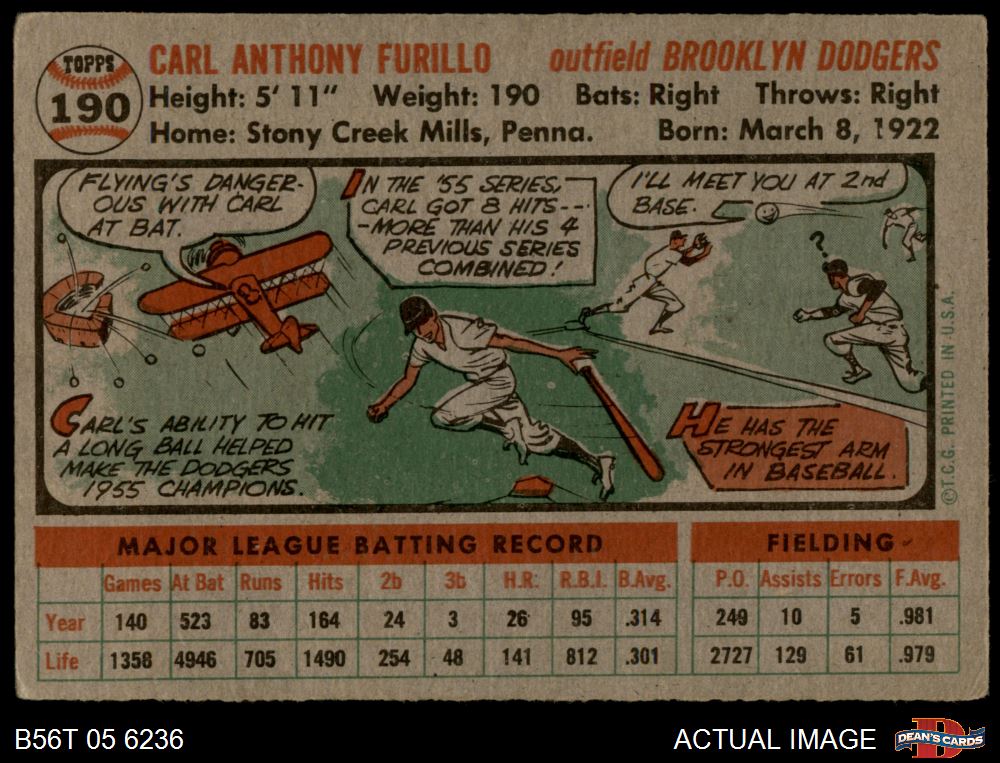 TOPPS
190
CARL ANTHONY FURILLO outfield BROOKLYN DODGERS
Height: 5' 11" Weight: 190 Bats: Right Throws: Right
Home: Stony Creek Mills, Penna. Born: March 8, 1922
FLYING'S DANGER-
OUS WITH CARL
AT BAT.
IN THE '55 SERIES,
CARL GOT 8 HITS--
-MORE THAN HIS 4
PREVIOUS SERIES
COMBINED!
I'LL MEET YOU AT 2nd
BASE.
?
CARL'S ABILITY TO HIT
A LONG BALL HELPED
MAKE THE DODGERS
1955 CHAMPIONS.
HE HAS THE
STRONGEST ARM
IN BASEBALL.
©T.C.G. PRINTED IN U.S.A.
MAJOR LEAGUE BATTING RECORD FIELDING
Games At Bat Runs Hits 2b 3b H.R. R.B.I. B.Avg. P.O. Assists Errors F.Avg.
Year 140 523 83 164 24 3 26 95 .314 249 10 5 .981
Life 1358 4946 705 1490 254 48 141 812 .301 2727 129 61 .979
B56T 05 6236 ACTUAL IMAGE DEAN'S CARDS